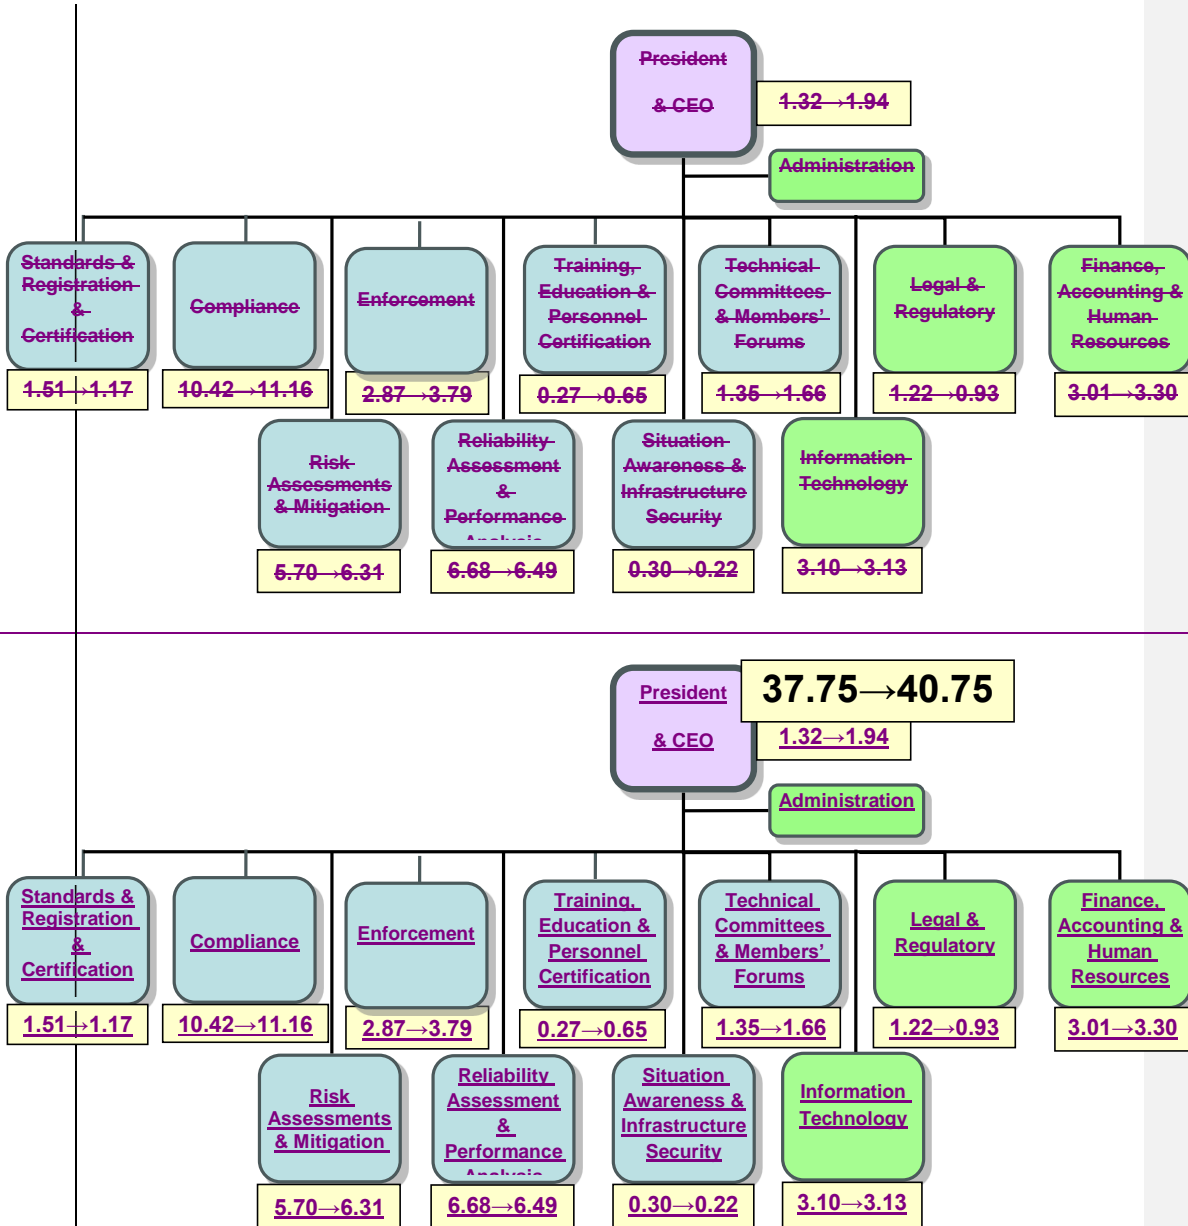 President
& CEO
1.32→1.94
Administration
Standards &
Registration
&
Certification
1.51→1.17
Compliance
10.42→11.16
Enforcement
2.87→3.79
Training,
Education &
Personnel
Certification
0.27→0.65
Technical
Committees
& Members’
Forums
1.35→1.66
Legal &
Regulatory
1.22→0.93
Finance,
Accounting &
Human
Resources
3.01→3.30
Risk
Assessments
& Mitigation
5.70→6.31
Reliability
Assessment
&
Performance
Analysis
6.68→6.49
Situation
Awareness &
Infrastructure
Security
0.30→0.22
Information
Technology
3.10→3.13
President
& CEO
37.75→40.75
1.32→1.94
Administration
Standards &
Registration
&
Certification
1.51→1.17
Compliance
10.42→11.16
Enforcement
2.87→3.79
Training,
Education &
Personnel
Certification
0.27→0.65
Technical
Committees
& Members’
Forums
1.35→1.66
Legal &
Regulatory
1.22→0.93
Finance,
Accounting &
Human
Resources
3.01→3.30
Risk
Assessments
& Mitigation
5.70→6.31
Reliability
Assessment
&
Performance
Analysis
6.68→6.49
Situation
Awareness &
Infrastructure
Security
0.30→0.22
Information
Technology
3.10→3.13